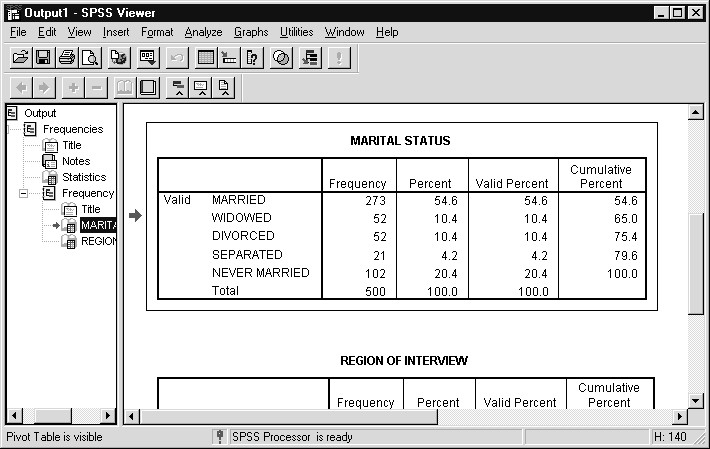 Output1 - SPSS Viewer
File Edit View Insert Format Analyze Graphs Utilities Window Help
Output
Frequencies
Title
Notes
Statistics
Frequency
Title
MARITA
REGION
MARITAL STATUS
Frequency Percent Valid Percent Cumulative Percent
Valid MARRIED 273 54.6 54.6 54.6
WIDOWED 52 10.4 10.4 65.0
DIVORCED 52 10.4 10.4 75.4
SEPARATED 21 4.2 4.2 79.6
NEVER MARRIED 102 20.4 20.4 100.0
Total 500 100.0 100.0
REGION OF INTERVIEW
Frequency Percent Valid Percent Cumulative Percent
Pivot Table is visible SPSS Processor is ready H: 140